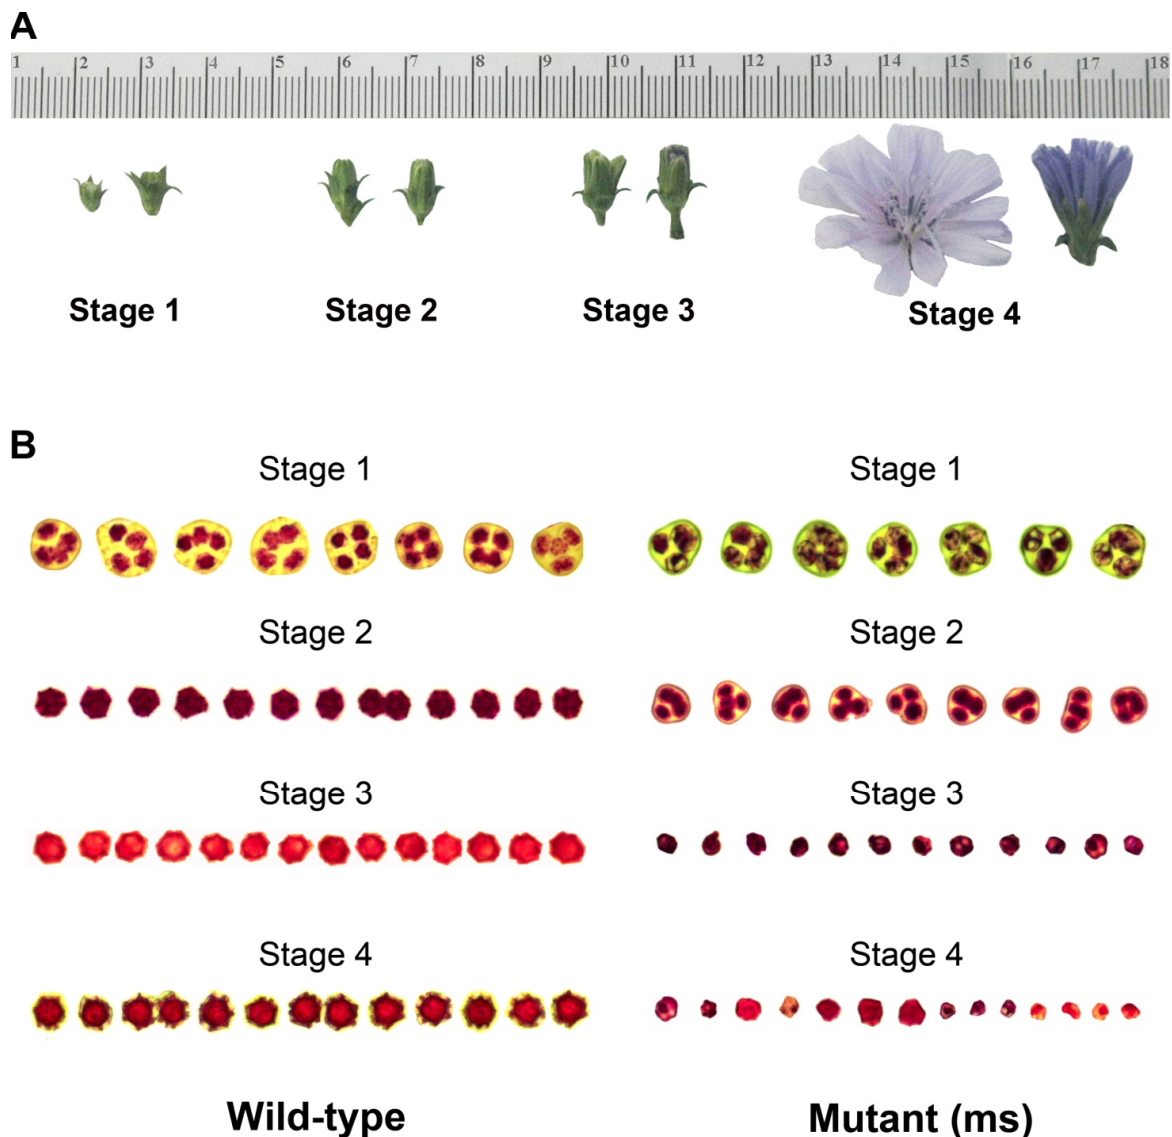 A
1 2 3 4 5 6 7 8 9 10 11 12 13 14 15 16 17 18
Stage 1 Stage 2 Stage 3 Stage 4
B
Stage 1 Stage 1
Stage 2 Stage 2
Stage 3 Stage 3
Stage 4 Stage 4
Wild-type Mutant (ms)